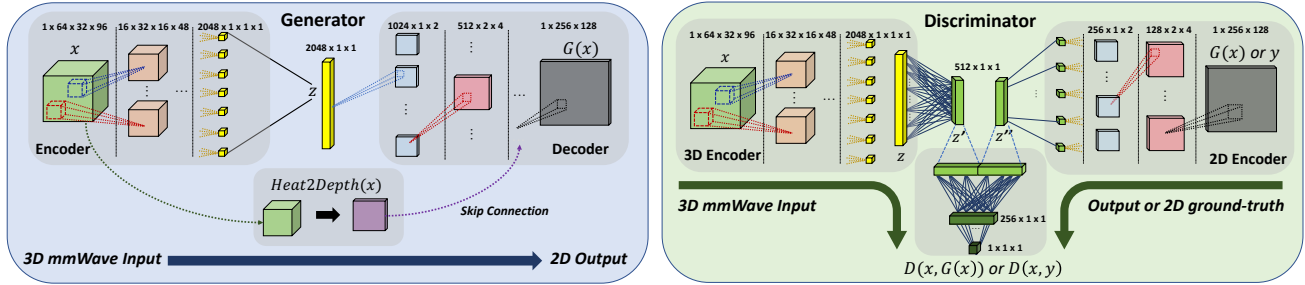 Generator
1 x 64 x 32 x 96
16 x 32 x 16 x 48
2048 x 1 x 1 x 1
x
Encoder
2048 x 1 x 1
z
1024 x 1 x 2
512 x 2 x 4
1 x 256 x 128
G(x)
Decoder
Heat2Depth(x)
Skip Connection
3D mmWave Input
2D Output
Discriminator
1 x 64 x 32 x 96
16 x 32 x 16 x 48
2048 x 1 x 1 x 1
x
3D Encoder
z
512 x 1 x 1
z'
z''
256 x 1 x 2
128 x 2 x 4
1 x 256 x 128
G(x) or y
2D Encoder
3D mmWave Input
Output or 2D ground-truth
256 x 1 x 1
1 x 1 x 1
D(x, G(x)) or D(x, y)